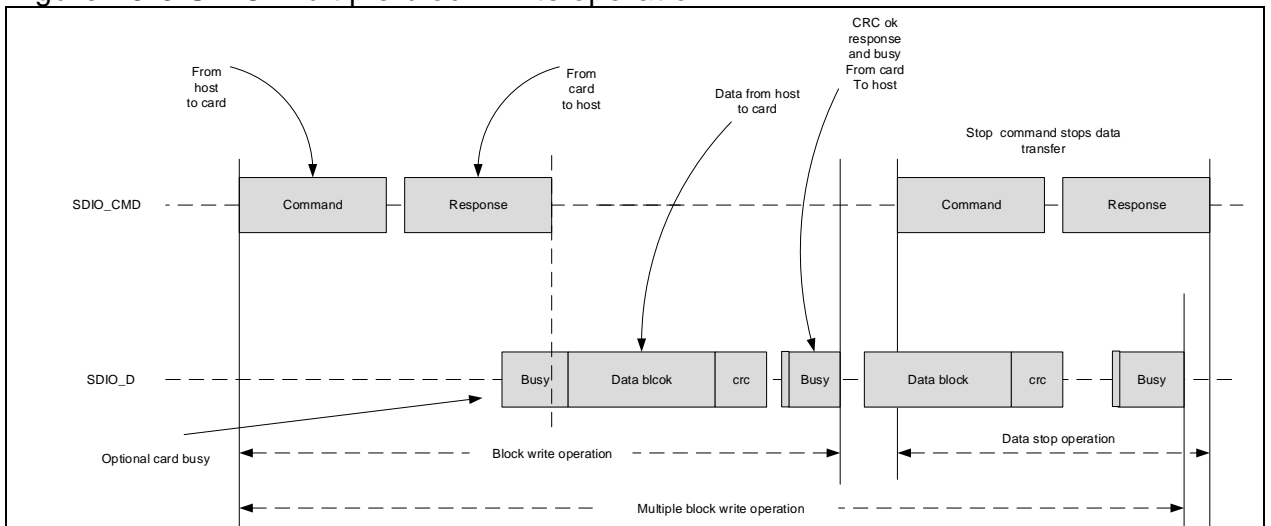 CRC ok
response
and busy
From card
To host
From
host
to card
From
card
to host
Data from host
to card
Stop command stops data
transfer
SDIO_CMD
Command
Response
Command
Response
SDIO_D
Busy
Data blcok
crc
Busy
Data block
crc
Busy
Optional card busy
Block write operation
Data stop operation
Multiple block write operation